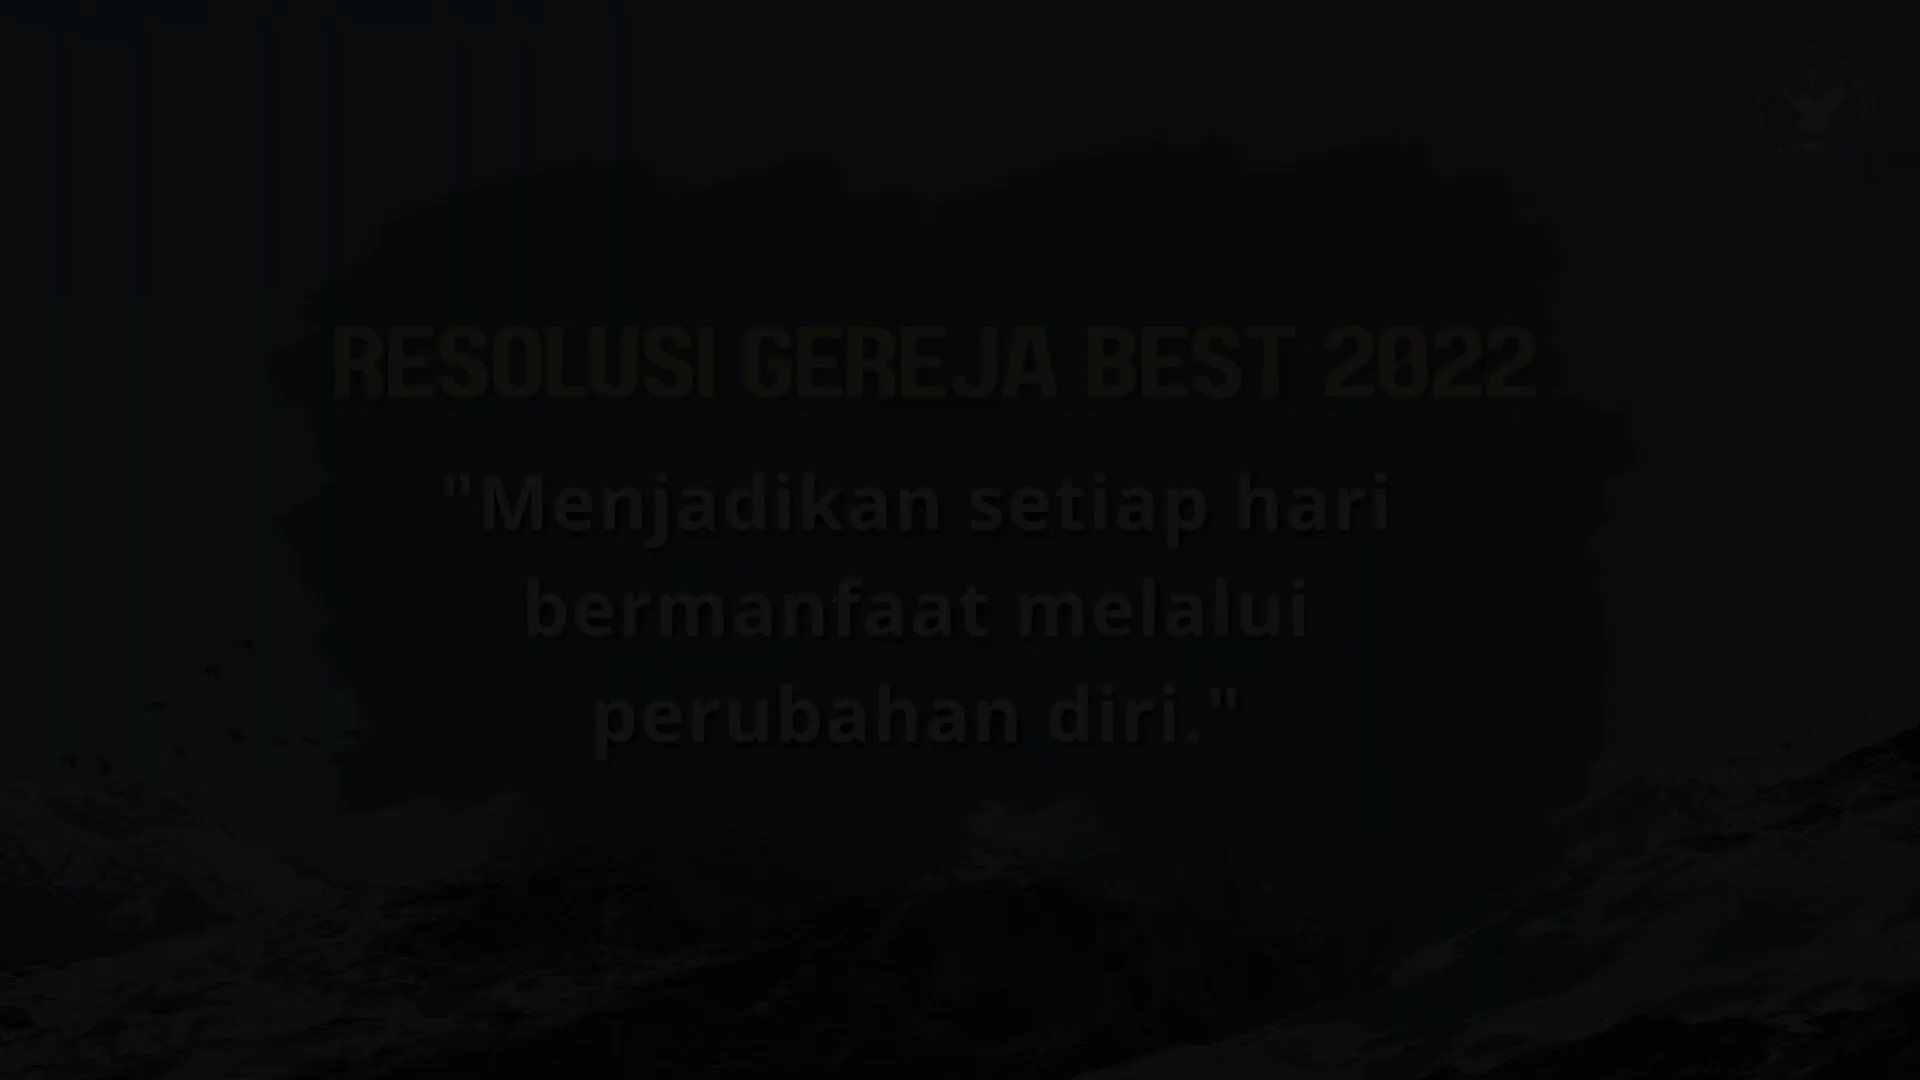 RESOLUSI GEREJA BEST 2022
"Menjadikan setiap hari
bermanfaat melalui
perubahan diri."